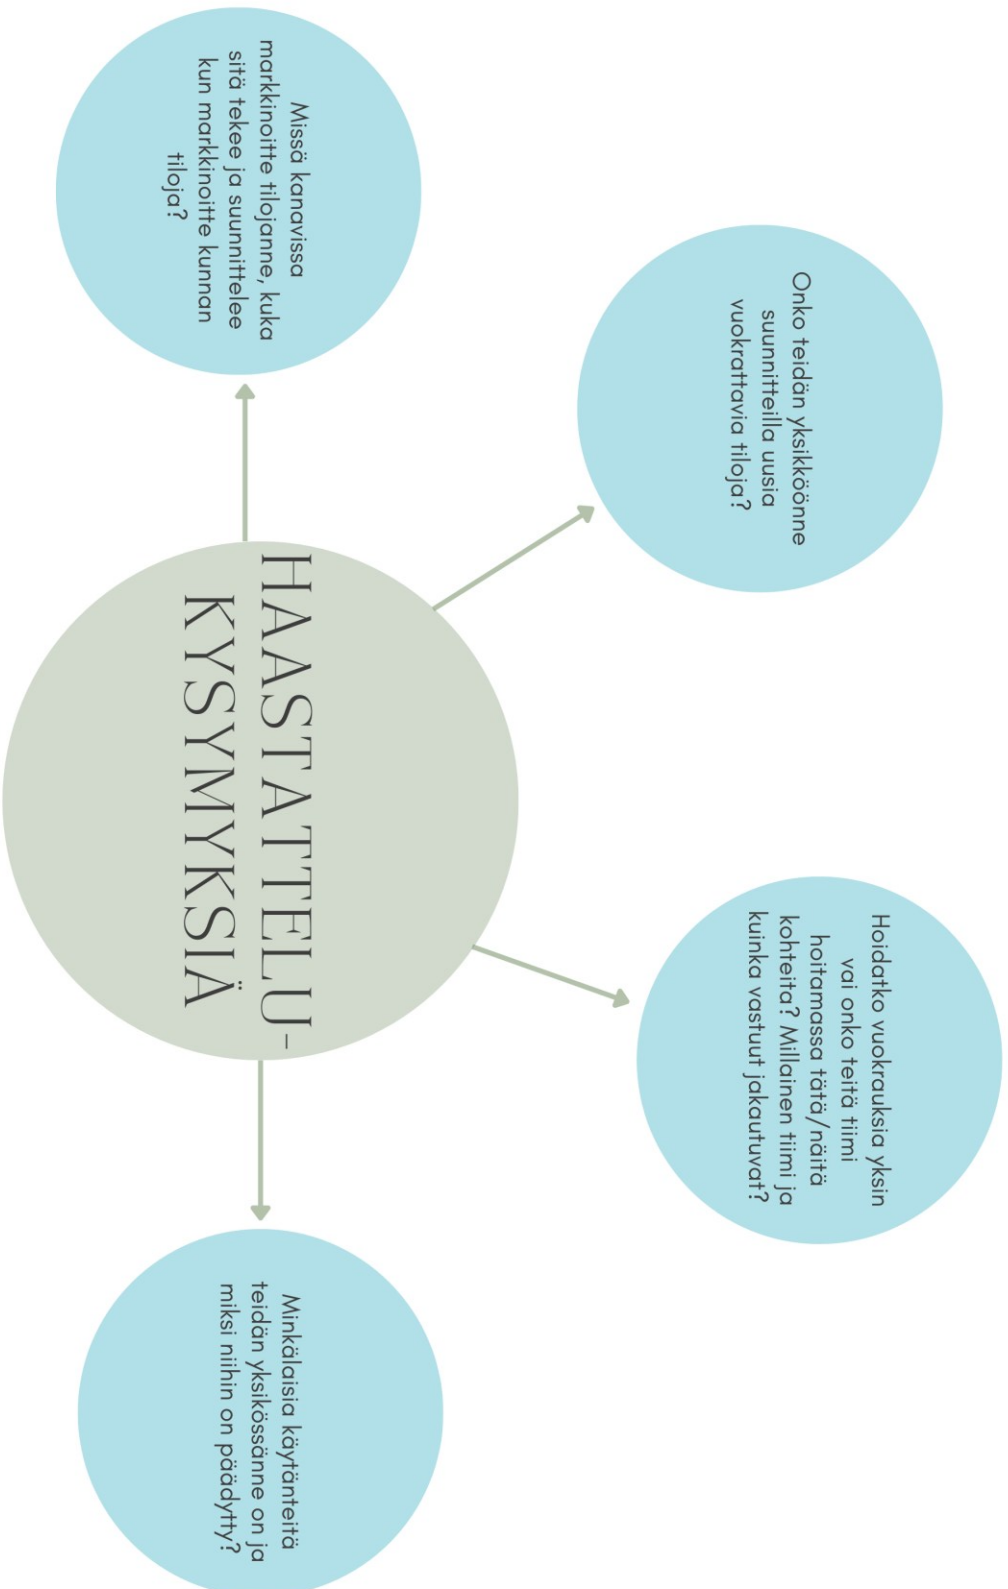 Missä kanavissa
markkinoitte tilojanne, kuka
sitä tekee ja suunnittelee
kun markkinoitte kunnan
tiloja?
Onko teidän yksikköönne
suunnitteilla uusia
vuokrattavia tiloja?
Hoidatko vuokrauksia yksin
vai onko teitä tiimi
hoitamassa tätä/näitä
kohteita? Millainen tiimi ja
kuinka vastuut jakautuvat?
Minkälaisia käytänteitä
teidän yksikössänne on ja
miksi niihin on päädytty?
HAASTATTELU-
KYSYMYKSIÄ